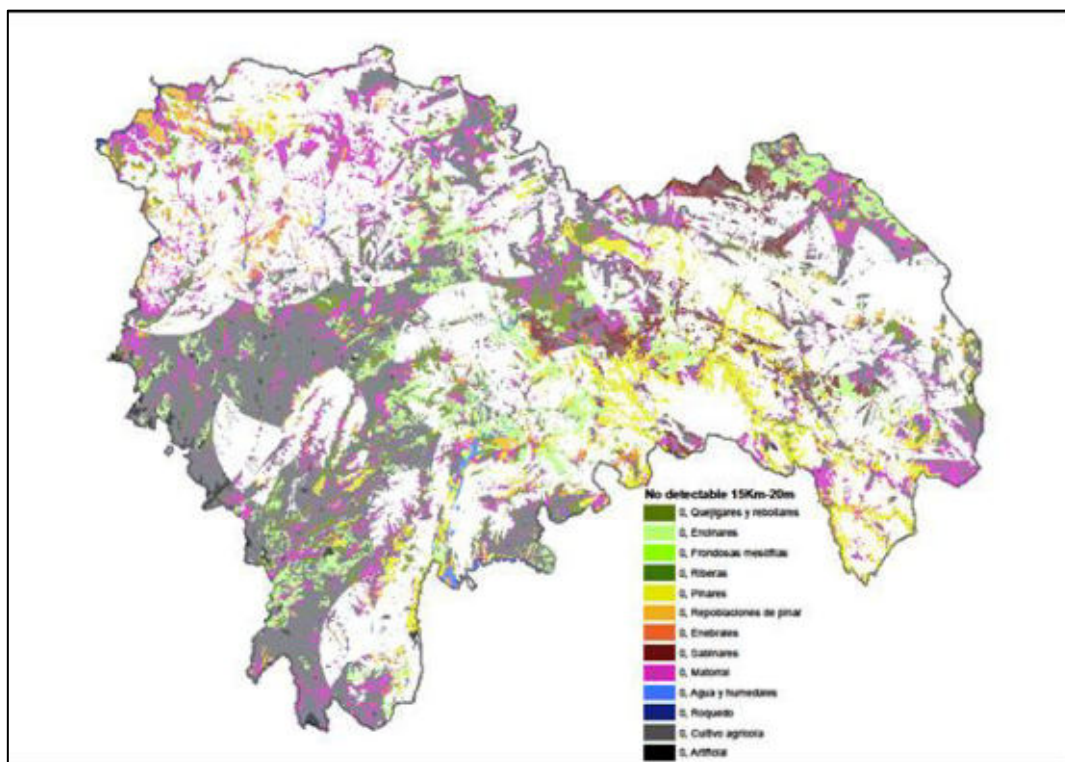 No detectable 15Km-20m
0, Quejigares y rebollares
0, Encinares
0, Frondosas mesofilas
0, Riberas
0, Pinares
0, Repoblaciones de pinar
0, Enebrales
0, Sabinares
0, Matorral
0, Agua y humedales
0, Roquedo
0, Cultivo agrícola
0, Artificial